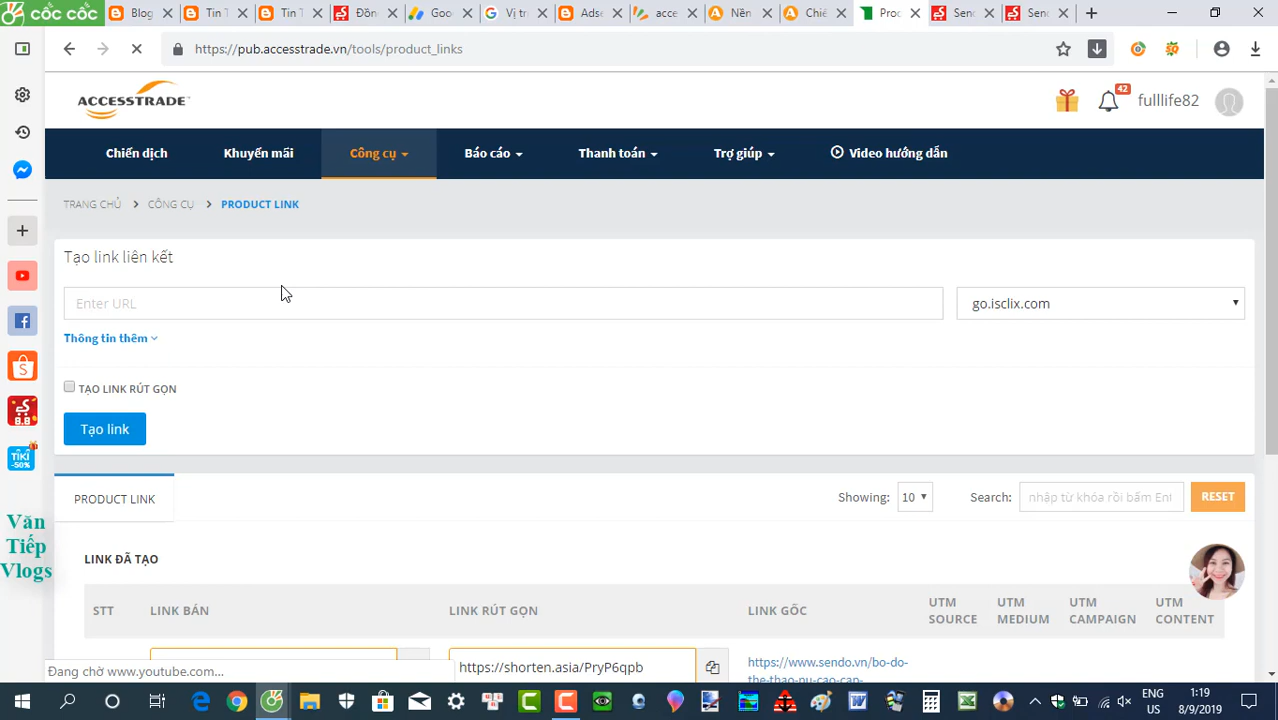 cốc cốc
Blog
Tin T
Tin T
Đồn
Goo
Vị tr
Adse
acce
Nền
Chiế
Proc
Send
Send
https://pub.accesstrade.vn/tools/product_links
ACCESSTRADE
42
fulllife82
Chiến dịch
Khuyến mãi
Công cụ
Báo cáo
Thanh toán
Trợ giúp
Video hướng dẫn
TRANG CHỦ > CÔNG CỤ > PRODUCT LINK
Tạo link liên kết
Enter URL
go.isclix.com
Thông tin thêm
TẠO LINK RÚT GỌN
Tạo link
8.8
TIKI
-50%
PRODUCT LINK
Showing: 10
Search: nhập từ khóa rồi bấm Ent
RESET
Văn
Tiếp
Vlogs
LINK ĐÃ TẠO
STT
LINK BÁN
LINK RÚT GỌN
LINK GỐC
UTM SOURCE
UTM MEDIUM
UTM CAMPAIGN
UTM CONTENT
https://shorten.asia/PryP6qpb
https://www.sendo.vn/bo-do-
the-thao-nu-cao-cap-
Đang chờ www.youtube.com...
ENG
US
1:19
8/9/2019